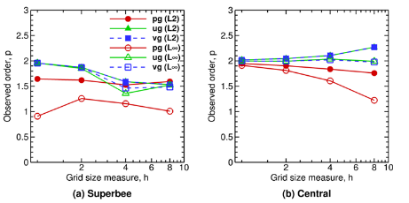 3
2.5
2
1.5
1
0.5
0
Observed order, p
pg (L2)
ug (L2)
vg (L2)
pg (L∞)
ug (L∞)
vg (L∞)
2 4 6 8 10
Grid size measure, h
(a) Superbee
3
2.5
2
1.5
1
0.5
0
Observed order, p
2 4 6 8 10
Grid size measure, h
(b) Central